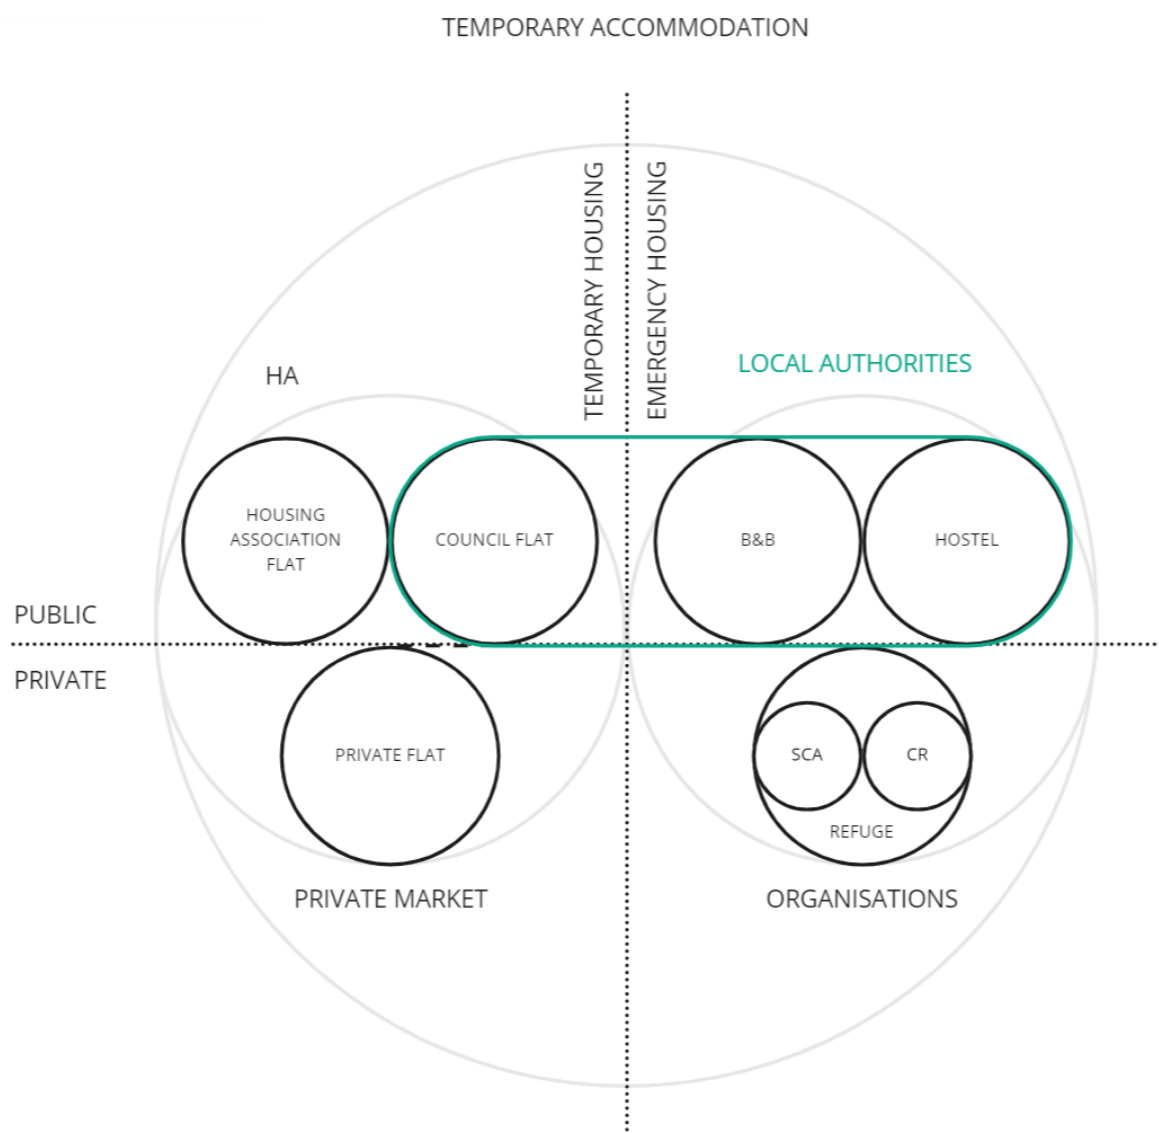 TEMPORARY ACCOMMODATION
TEMPORARY HOUSING
EMERGENCY HOUSING
HA
LOCAL AUTHORITIES
HOUSING
ASSOCIATION
FLAT
COUNCIL FLAT
B&B
HOSTEL
PUBLIC
PRIVATE
PRIVATE FLAT
SCA
CR
REFUGE
PRIVATE MARKET
ORGANISATIONS